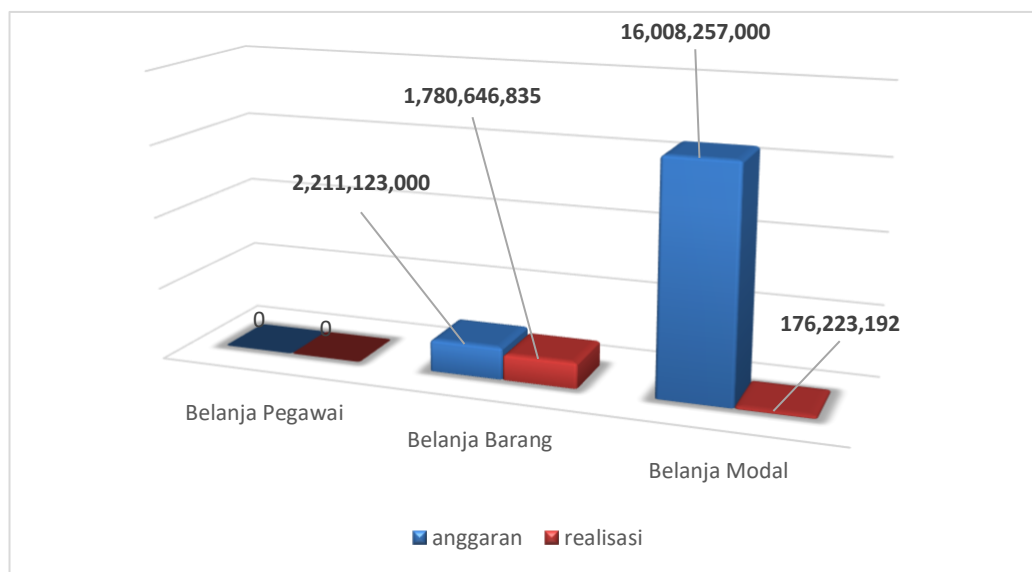 16,008,257,000
1,780,646,835
2,211,123,000
176,223,192
0
0
Belanja Pegawai
Belanja Barang
Belanja Modal
anggaran
realisasi